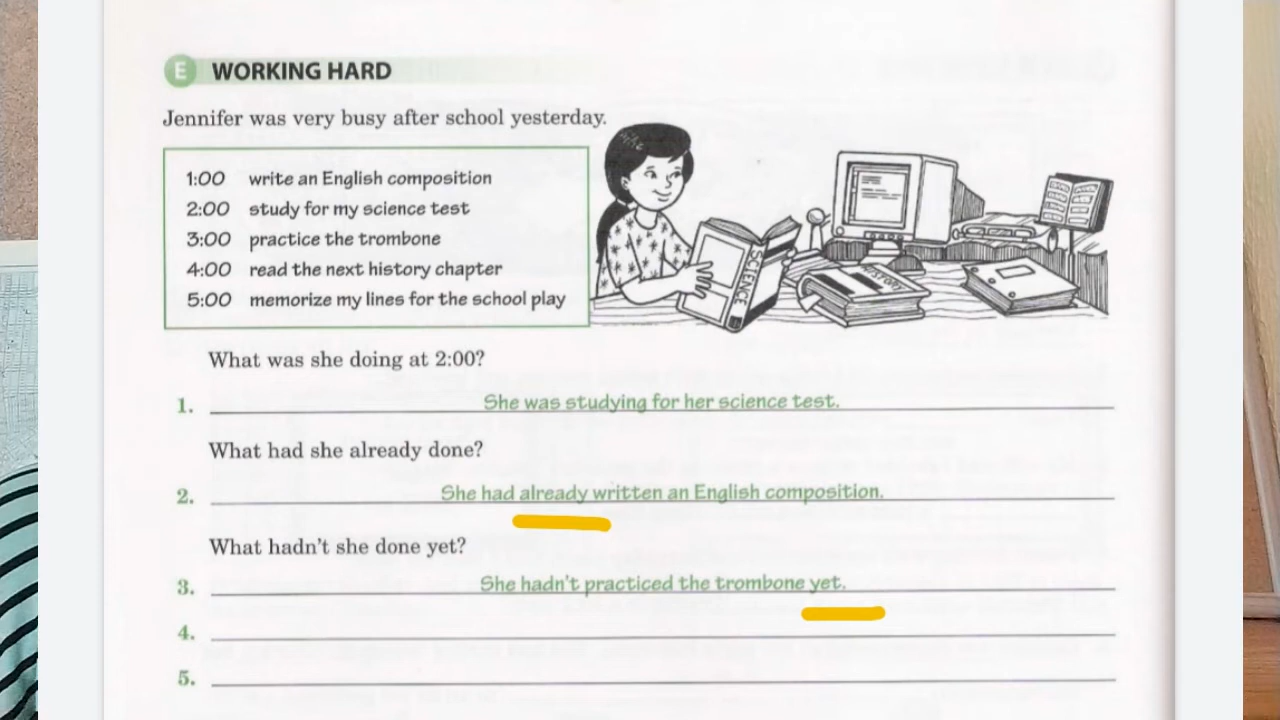 E WORKING HARD
Jennifer was very busy after school yesterday.
1:00 write an English composition
2:00 study for my science test
3:00 practice the trombone
4:00 read the next history chapter
5:00 memorize my lines for the school play
SCIENCE
HISTORY
What was she doing at 2:00?
1. She was studying for her science test.
What had she already done?
2. She had already written an English composition.
What hadn't she done yet?
3. She hadn't practiced the trombone yet.
4.
5.